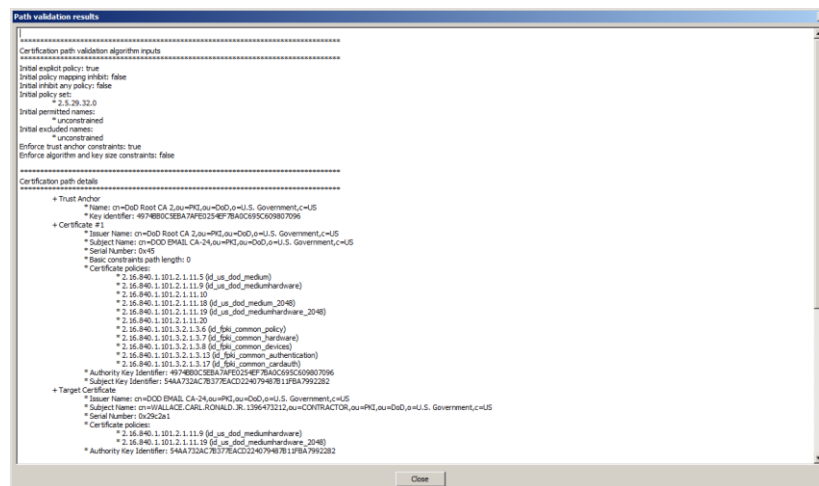 Path validation results
********************************************************************************
Certification path validation algorithm inputs
********************************************************************************
Initial explicit policy: true
Initial policy mapping inhibit: false
Initial inhibit any policy: false
Initial policy set:
* 2.5.29.32.0
Initial permitted names:
* unconstrained
Initial excluded names:
* unconstrained
Enforce trust anchor constraints: true
Enforce algorithm and key size constraints: false
********************************************************************************
Certification path details
********************************************************************************
+ Trust Anchor
* Name: cn=DoD Root CA 2,ou=PKI,ou=DoD,o=U.S. Government,c=US
* Key identifier: 49748B0C5EBA7AFE0254EF7BA0C695C609807096
+ Certificate #1
* Issuer Name: cn=DoD Root CA 2,ou=PKI,ou=DoD,o=U.S. Government,c=US
* Subject Name: cn=DOD EMAIL CA-24,ou=PKI,ou=DoD,o=U.S. Government,c=US
* Serial Number: 0x45
* Basic constraints path length: 0
* Certificate policies:
* 2.16.840.1.101.2.1.11.5 (id_us_dod_medium)
* 2.16.840.1.101.2.1.11.9 (id_us_dod_mediumhardware)
* 2.16.840.1.101.2.1.11.10
* 2.16.840.1.101.2.1.11.18 (id_us_dod_medium_2048)
* 2.16.840.1.101.2.1.11.19 (id_us_dod_mediumhardware_2048)
* 2.16.840.1.101.2.1.11.20
* 2.16.840.1.101.3.2.1.3.6 (id_fpki_common_policy)
* 2.16.840.1.101.3.2.1.3.7 (id_fpki_common_hardware)
* 2.16.840.1.101.3.2.1.3.8 (id_fpki_common_devices)
* 2.16.840.1.101.3.2.1.3.13 (id_fpki_common_authentication)
* 2.16.840.1.101.3.2.1.3.17 (id_fpki_common_cardauth)
* Authority Key Identifier: 49748B0C5EBA7AFE0254EF7BA0C695C609807096
* Subject Key Identifier: 54AA732AC7B377EACD224079487B11FBA7992282
+ Target Certificate
* Issuer Name: cn=DOD EMAIL CA-24,ou=PKI,ou=DoD,o=U.S. Government,c=US
* Subject Name: cn=WALLACE.CARL.RONALD.JR.1396473212,ou=CONTRACTOR,ou=PKI,ou=DoD,o=U.S. Government,c=US
* Serial Number: 0x29c2a1
* Certificate policies:
* 2.16.840.1.101.2.1.11.9 (id_us_dod_mediumhardware)
* 2.16.840.1.101.2.1.11.19 (id_us_dod_mediumhardware_2048)
* Authority Key Identifier: 54AA732AC7B377EACD224079487B11FBA7992282
Close